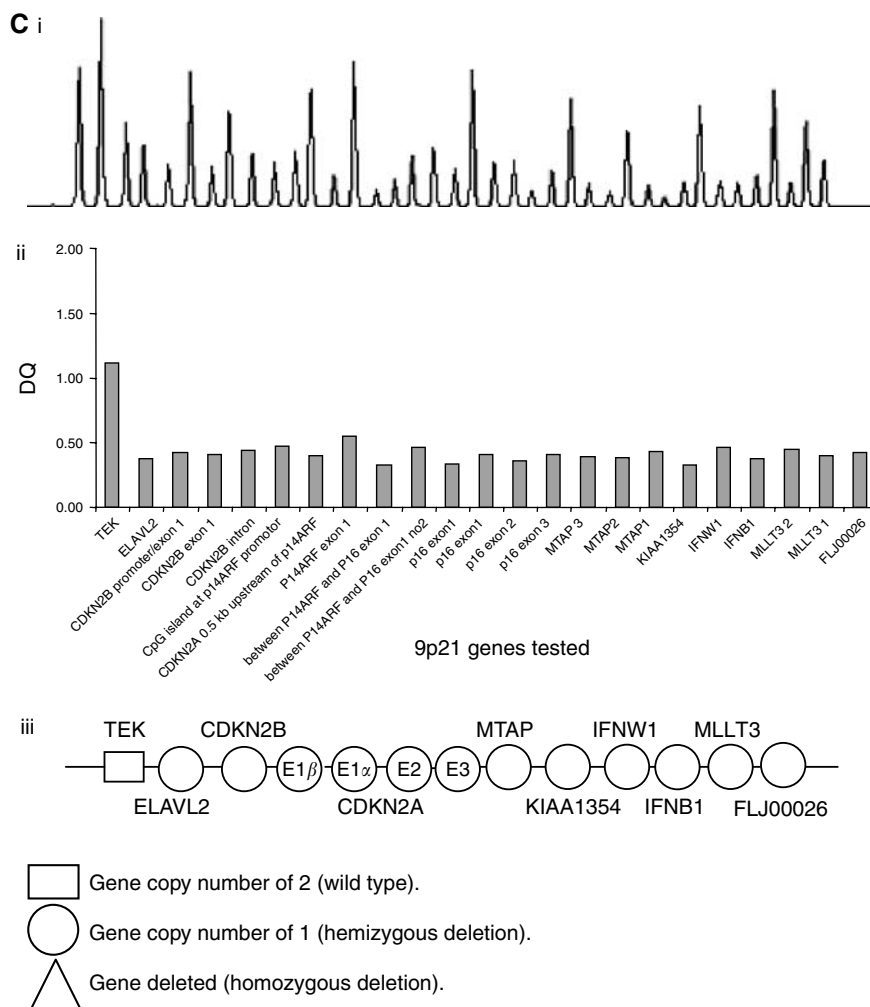 C i
ii
2.00
1.50
1.00
0.50
0.00
DQ
TEK
ELAVL2
CDKN2B promoter/exon 1
CDKN2B exon 1
CDKN2B intron
CpG island at p14ARF promotor
CDKN2A 0.5 kb upstream of p14ARF
P14ARF exon 1
between P14ARF and P16 exon 1
between P14ARF and P16 exon1 no2
p16 exon1
p16 exon1
p16 exon 2
p16 exon 3
MTAP 3
MTAP2
MTAP1
KIAA1354
IFNW1
IFNB1
MLLT3 2
MLLT3 1
FLJ00026
9p21 genes tested
iii
TEK CDKN2B MTAP IFNW1 MLLT3
E1β E1α E2 E3
ELAVL2 CDKN2A KIAA1354 IFNB1 FLJ00026
Gene copy number of 2 (wild type).
Gene copy number of 1 (hemizygous deletion).
Gene deleted (homozygous deletion).